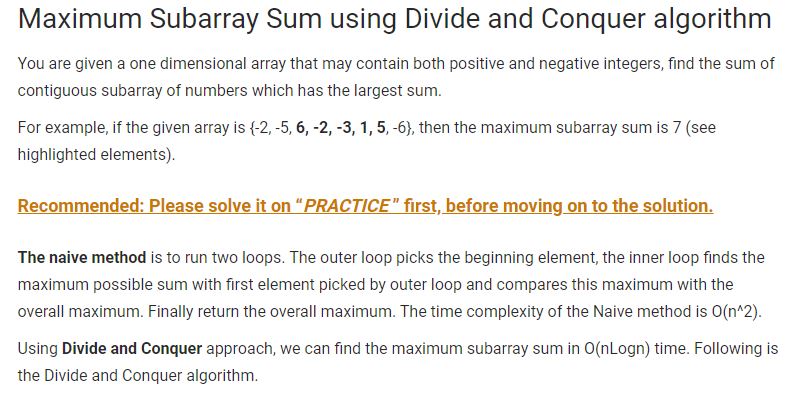 Maximum Subarray Sum using Divide and Conquer algorithm
You are given a one dimensional array that may contain both positive and negative integers, find the sum of
contiguous subarray of numbers which has the largest sum.
For example, if the given array is {-2, -5, 6, -2, -3, 1, 5, -6}, then the maximum subarray sum is 7 (see
highlighted elements).
Recommended: Please solve it on “PRACTICE” first, before moving on to the solution.
The naive method is to run two loops. The outer loop picks the beginning element, the inner loop finds the
maximum possible sum with first element picked by outer loop and compares this maximum with the
overall maximum. Finally return the overall maximum. The time complexity of the Naive method is O(n^2).
Using Divide and Conquer approach, we can find the maximum subarray sum in O(nLogn) time. Following is
the Divide and Conquer algorithm.